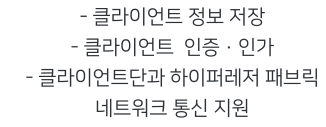 - 클라이언트 정보 저장
- 클라이언트 인증 · 인가
- 클라이언트단과 하이퍼레저 패브릭
네트워크 통신 지원